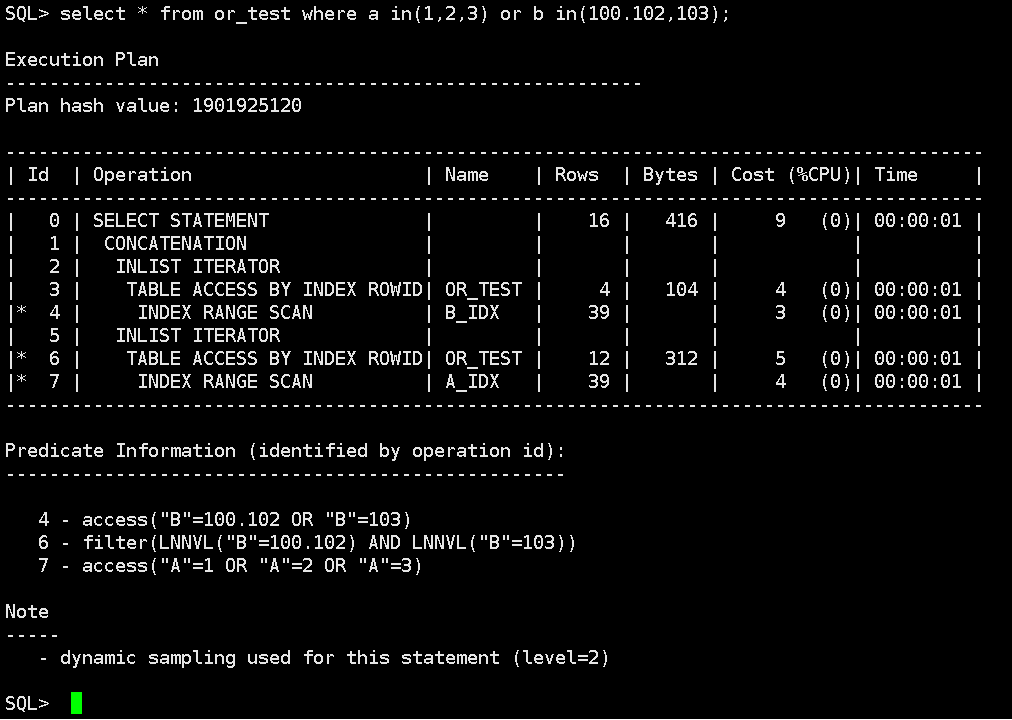 SQL> select * from or_test where a in(1,2,3) or b in(100.102,103);
Execution Plan
----------------------------------------------------------
Plan hash value: 1901925120
-----------------------------------------------------------------------------------------
| Id  | Operation                     | Name    | Rows  | Bytes | Cost (%CPU)| Time     |
-----------------------------------------------------------------------------------------
|   0 | SELECT STATEMENT              |         |    16 |   416 |     9   (0)| 00:00:01 |
|   1 |  CONCATENATION                |         |       |       |            |          |
|   2 |   INLIST ITERATOR             |         |       |       |            |          |
|   3 |    TABLE ACCESS BY INDEX ROWID| OR_TEST |     4 |   104 |     4   (0)| 00:00:01 |
|*  4 |     INDEX RANGE SCAN          | B_IDX   |    39 |       |     3   (0)| 00:00:01 |
|   5 |   INLIST ITERATOR             |         |       |       |            |          |
|*  6 |    TABLE ACCESS BY INDEX ROWID| OR_TEST |    12 |   312 |     5   (0)| 00:00:01 |
|*  7 |     INDEX RANGE SCAN          | A_IDX   |    39 |       |     4   (0)| 00:00:01 |
-----------------------------------------------------------------------------------------
Predicate Information (identified by operation id):
---------------------------------------------------
   4 - access("B"=100.102 OR "B"=103)
   6 - filter(LNNVL("B"=100.102) AND LNNVL("B"=103))
   7 - access("A"=1 OR "A"=2 OR "A"=3)
Note
-----
   - dynamic sampling used for this statement (level=2)
SQL>